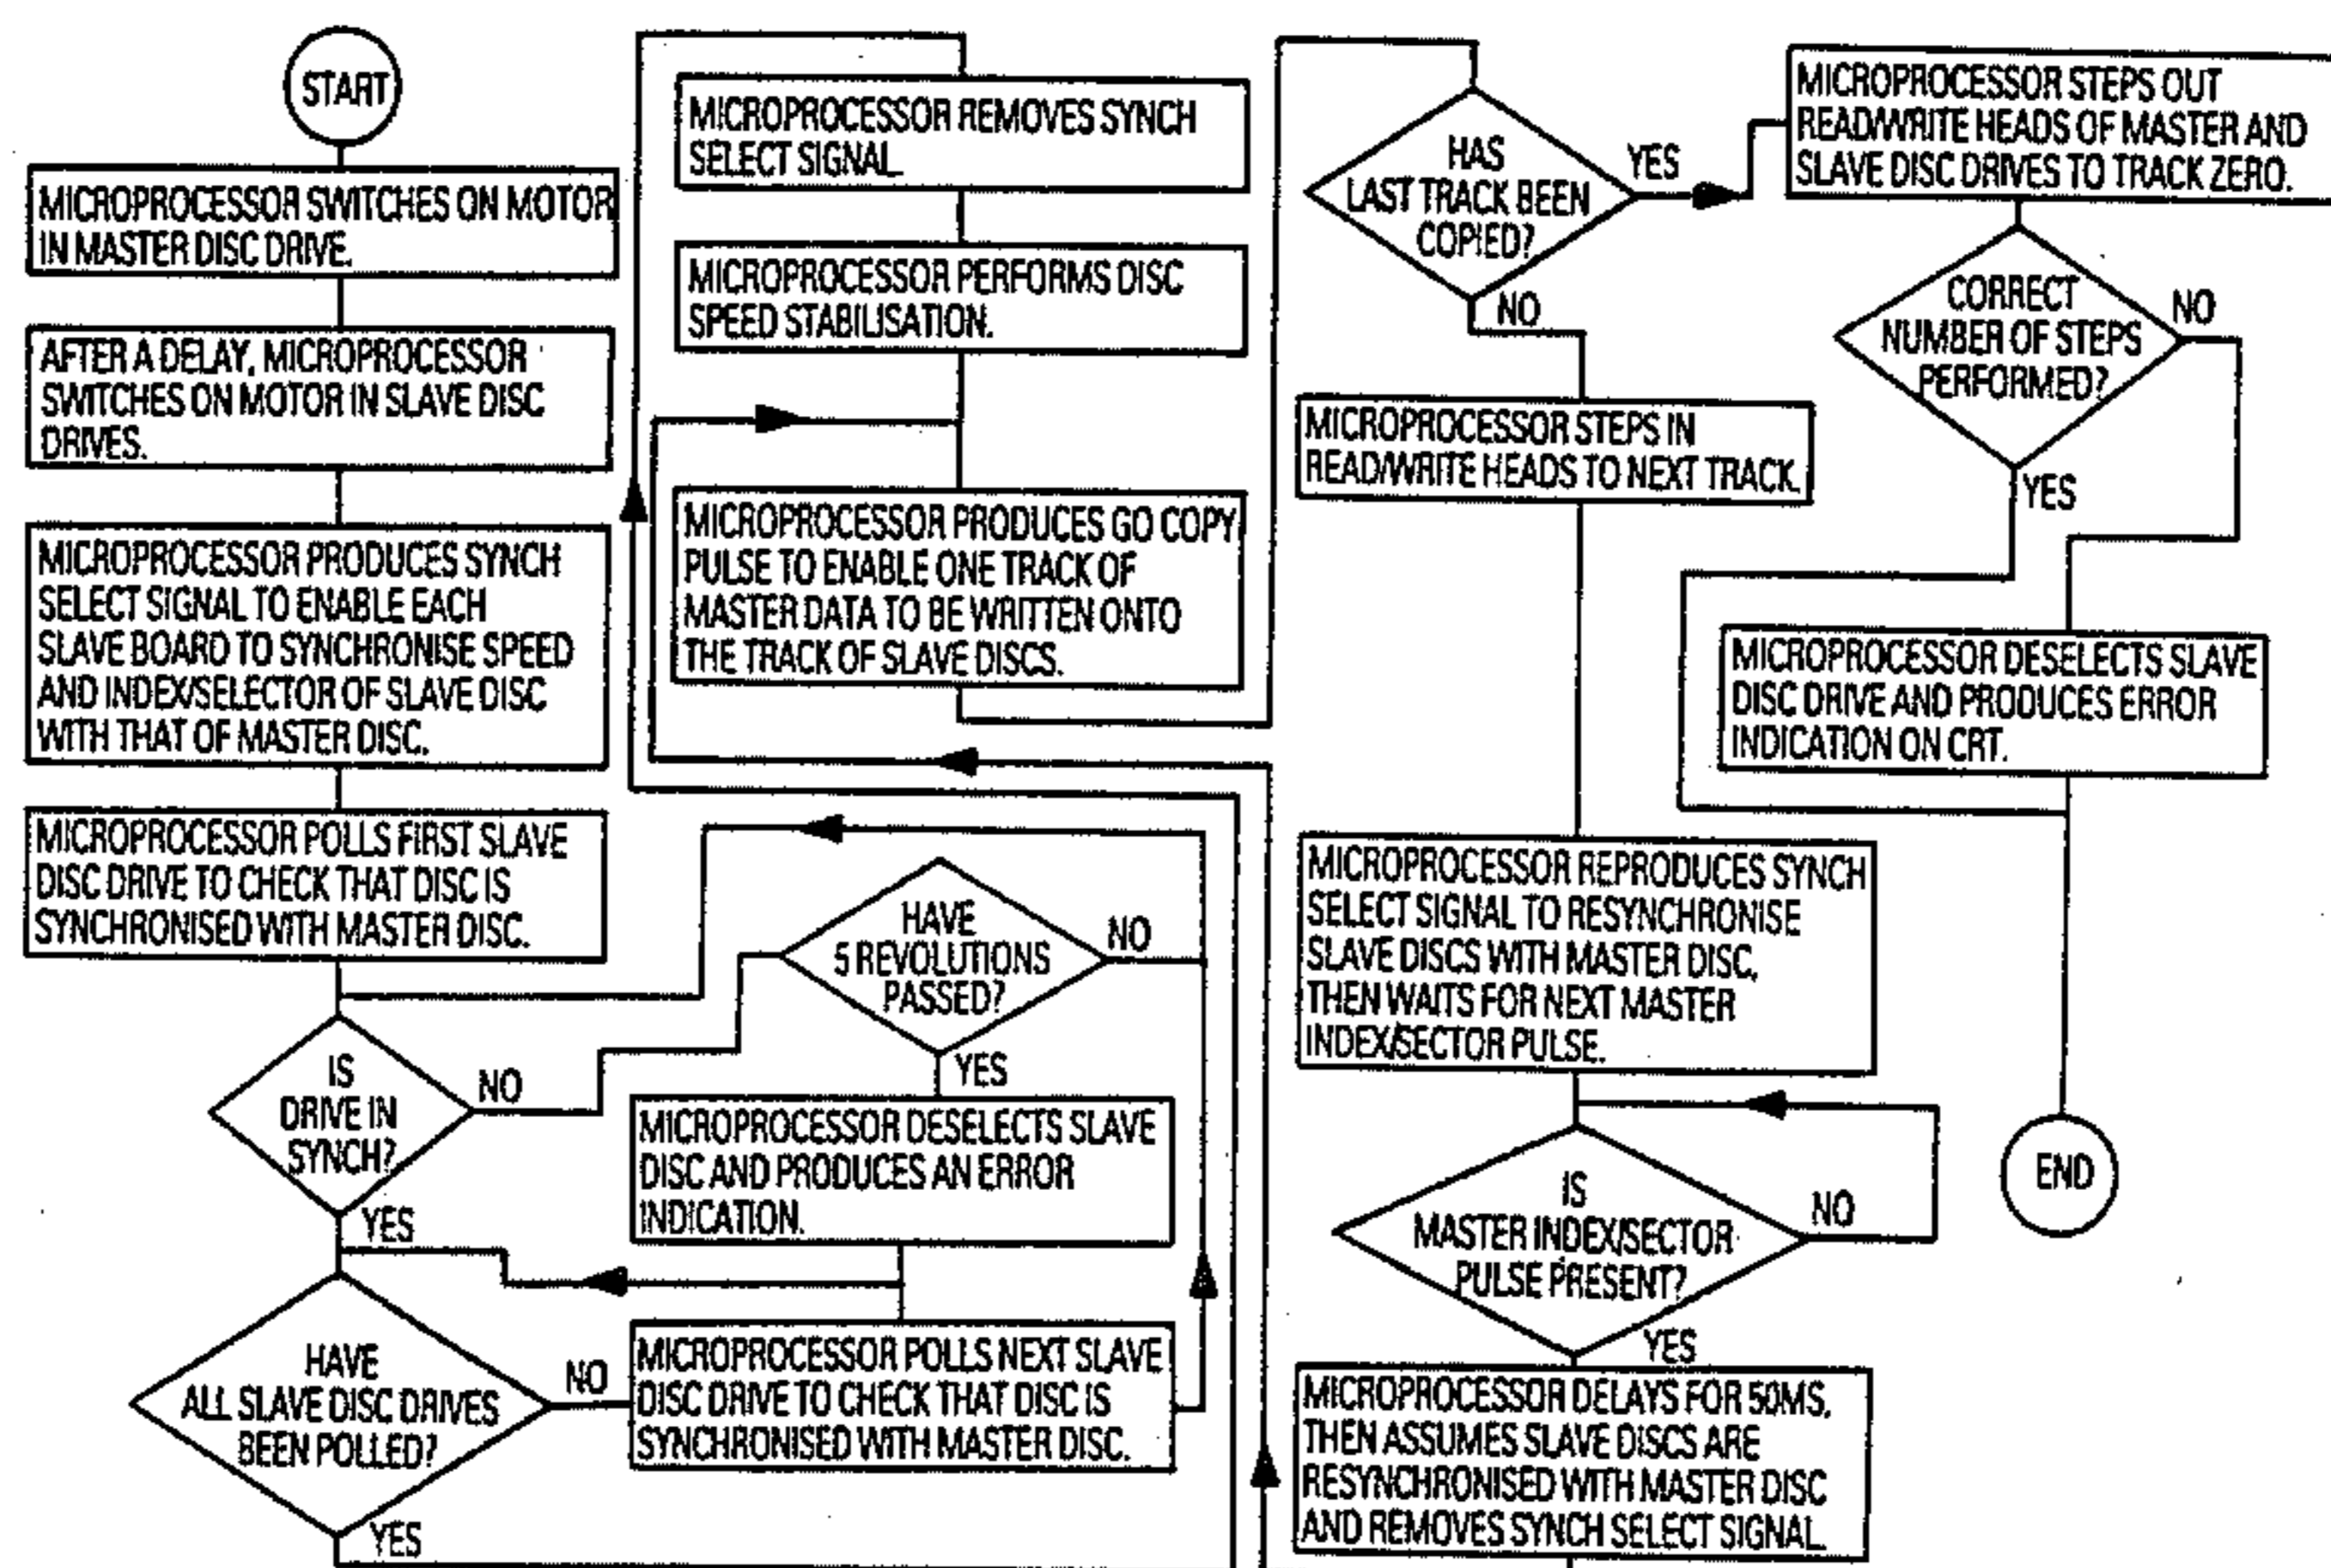 START
MICROPROCESSOR SWITCHES ON MOTOR
IN MASTER DISC DRIVE.
AFTER A DELAY, MICROPROCESSOR
SWITCHES ON MOTOR IN SLAVE DISC
DRIVES.
MICROPROCESSOR PRODUCES SYNCH
SELECT SIGNAL TO ENABLE EACH
SLAVE BOARD TO SYNCHRONISE SPEED
AND INDEX/SELECTOR OF SLAVE DISC
WITH THAT OF MASTER DISC.
MICROPROCESSOR POLLS FIRST SLAVE
DISC DRIVE TO CHECK THAT DISC IS
SYNCHRONISED WITH MASTER DISC.
IS
DRIVE IN
SYNCH?
NO
YES
HAVE
ALL SLAVE DISC DRIVES
BEEN POLLED?
NO
YES
HAVE
5 REVOLUTIONS
PASSED?
NO
YES
MICROPROCESSOR DESELECTS SLAVE
DISC AND PRODUCES AN ERROR
INDICATION.
MICROPROCESSOR POLLS NEXT SLAVE
DISC DRIVE TO CHECK THAT DISC IS
SYNCHRONISED WITH MASTER DISC.
MICROPROCESSOR REMOVES SYNCH
SELECT SIGNAL.
MICROPROCESSOR PERFORMS DISC
SPEED STABILISATION.
MICROPROCESSOR PRODUCES GO COPY
PULSE TO ENABLE ONE TRACK OF
MASTER DATA TO BE WRITTEN ONTO
THE TRACK OF SLAVE DISCS.
HAS
LAST TRACK BEEN
COPIED?
YES
NO
MICROPROCESSOR STEPS IN
READ/WRITE HEADS TO NEXT TRACK.
MICROPROCESSOR REPRODUCES SYNCH
SELECT SIGNAL TO RESYNCHRONISE
SLAVE DISCS WITH MASTER DISC,
THEN WAITS FOR NEXT MASTER
INDEX/SECTOR PULSE.
IS
MASTER INDEX/SECTOR
PULSE PRESENT?
NO
YES
MICROPROCESSOR DELAYS FOR 50MS,
THEN ASSUMES SLAVE DISCS ARE
RESYNCHRONISED WITH MASTER DISC
AND REMOVES SYNCH SELECT SIGNAL.
MICROPROCESSOR STEPS OUT
READ/WRITE HEADS OF MASTER AND
SLAVE DISC DRIVES TO TRACK ZERO.
CORRECT
NUMBER OF STEPS
PERFORMED?
NO
YES
MICROPROCESSOR DESELECTS SLAVE
DISC DRIVE AND PRODUCES ERROR
INDICATION ON CRT.
END